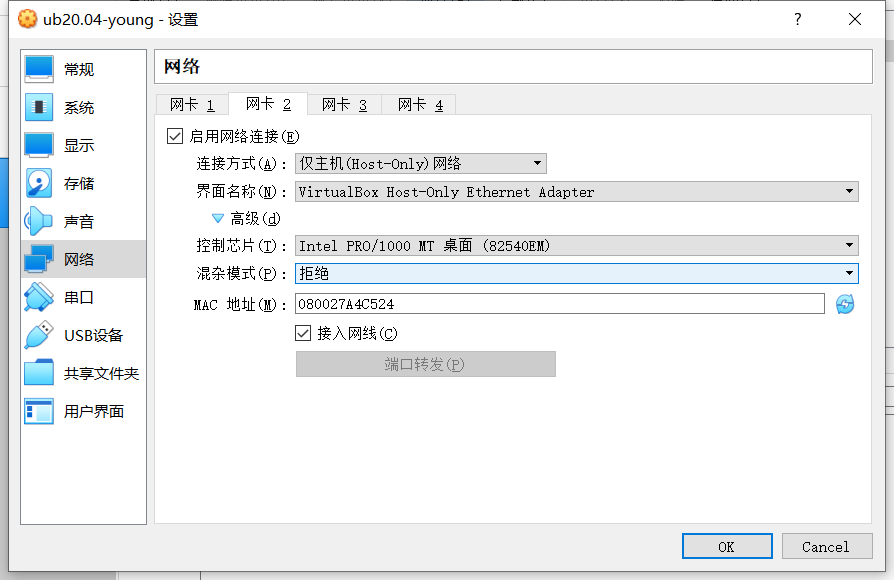 ub20.04-young - 设置
?
常规
系统
显示
存储
声音
网络
串口
USB设备
共享文件夹
用户界面
网络
网卡 1 网卡 2 网卡 3 网卡 4
启用网络连接(E)
连接方式(A): 仅主机(Host-Only)网络
界面名称(N): VirtualBox Host-Only Ethernet Adapter
高级(d)
控制芯片(T): Intel PRO/1000 MT 桌面 (82540EM)
混杂模式(P): 拒绝
MAC 地址(M): 080027A4C524
接入网线(C)
端口转发(P)
OK Cancel